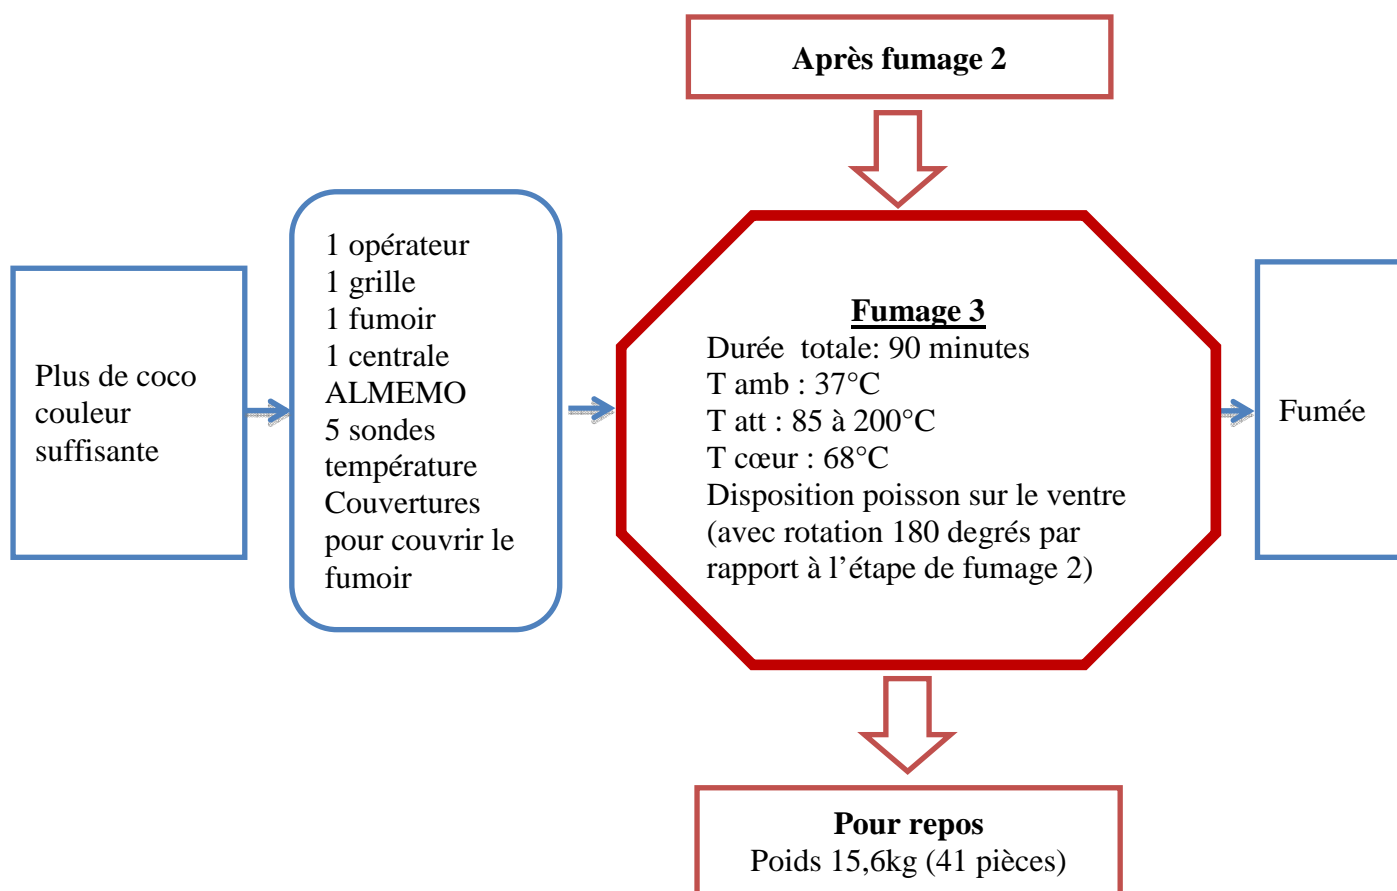 Après fumage 2
Plus de coco
couleur
suffisante
1 opérateur
1 grille
1 fumoir
1 centrale
ALMEMO
5 sondes
température
Couvertures
pour couvrir le
fumoir
Fumage 3
Durée totale: 90 minutes
T amb : 37°C
T att : 85 à 200°C
T cœur : 68°C
Disposition poisson sur le ventre
(avec rotation 180 degrés par
rapport à l’étape de fumage 2)
Fumée
Pour repos
Poids 15,6kg (41 pièces)